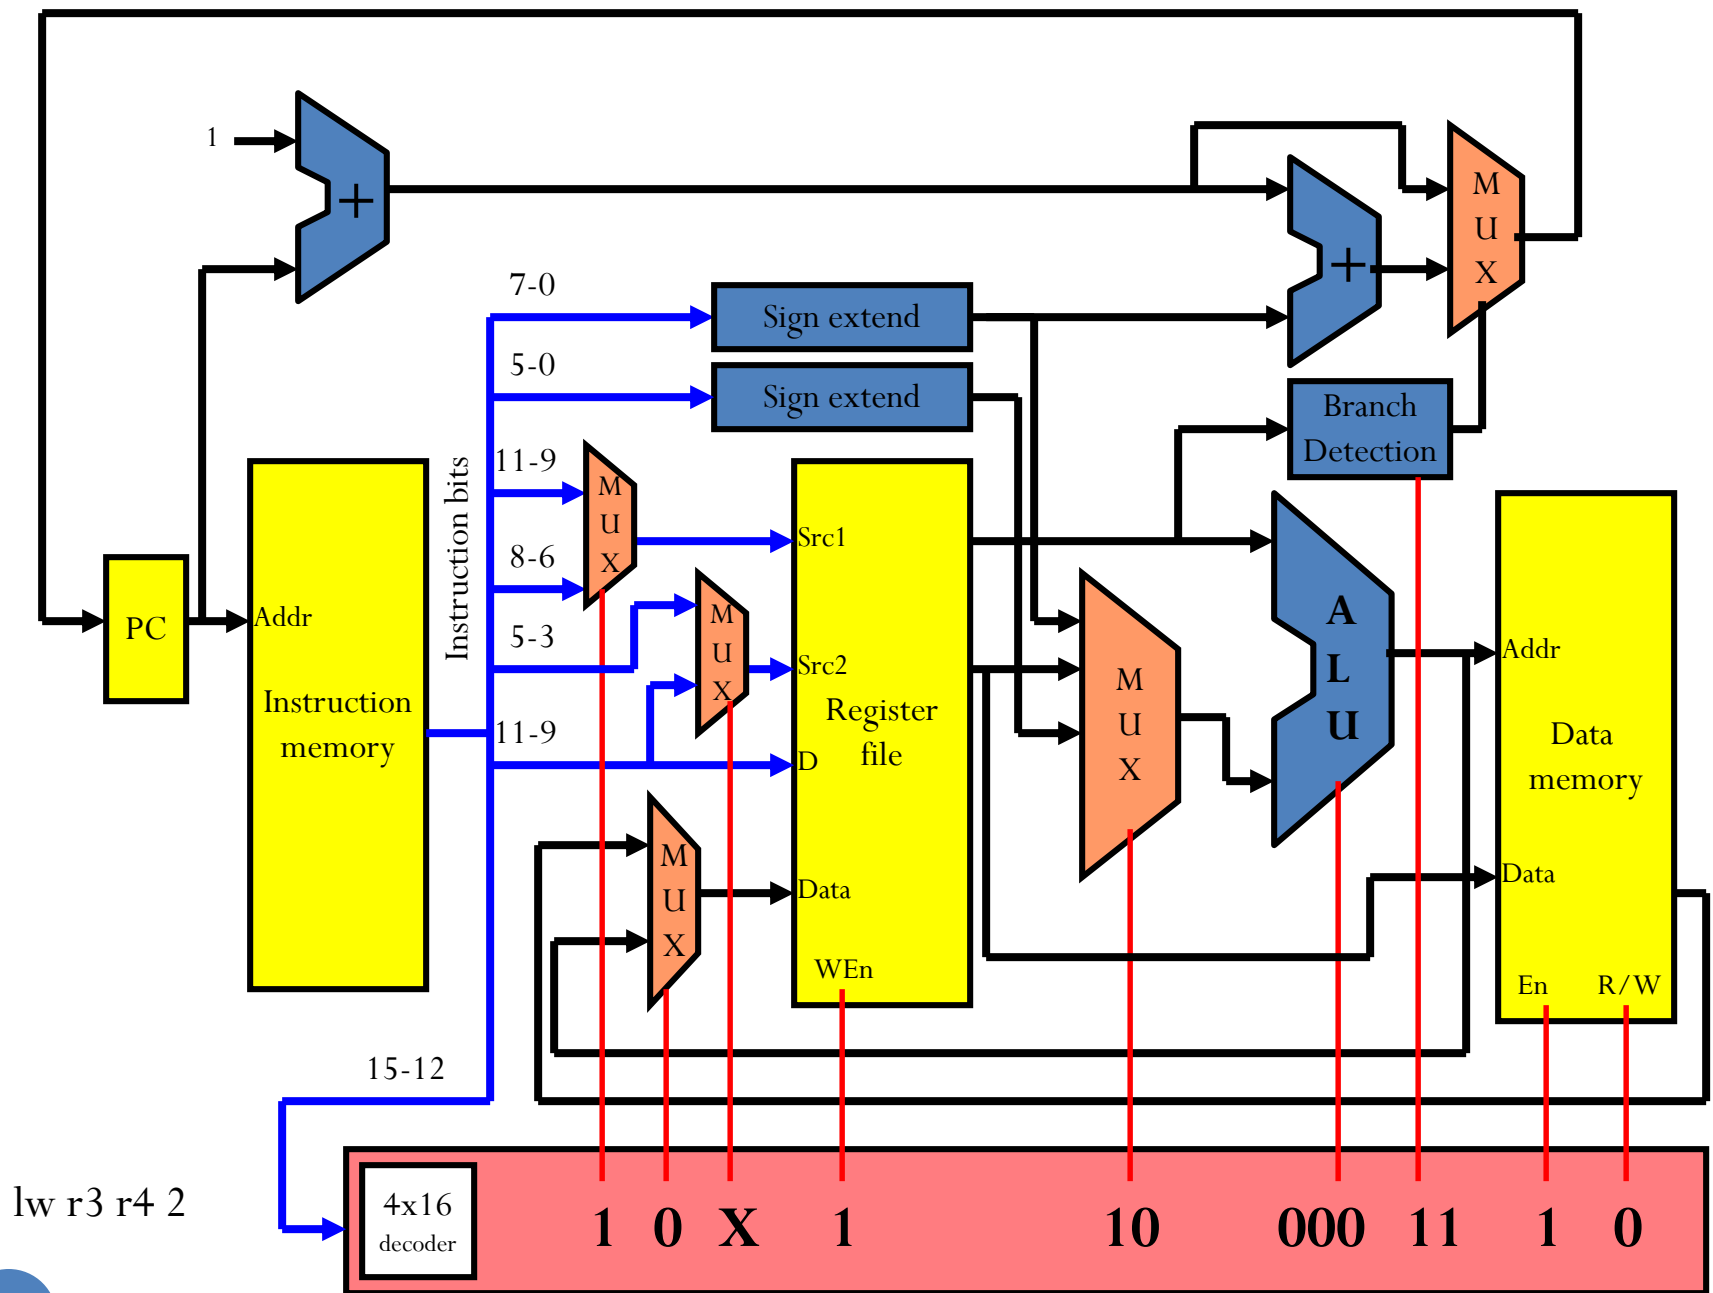 1
+
+
M
U
X
7-0
Sign extend
5-0
Sign extend
Branch
Detection
11-9
M
U
X
8-6
5-3
11-9
Instruction bits
PC
Addr
Instruction
memory
M
U
X
Src1
Src2
Register
file
D
Data
WEn
M
U
X
M
U
X
A
L
U
Addr
Data
memory
Data
En
R/W
15-12
lw r3 r4 2
4x16
decoder
1 0 X 1 10 000 11 1 0